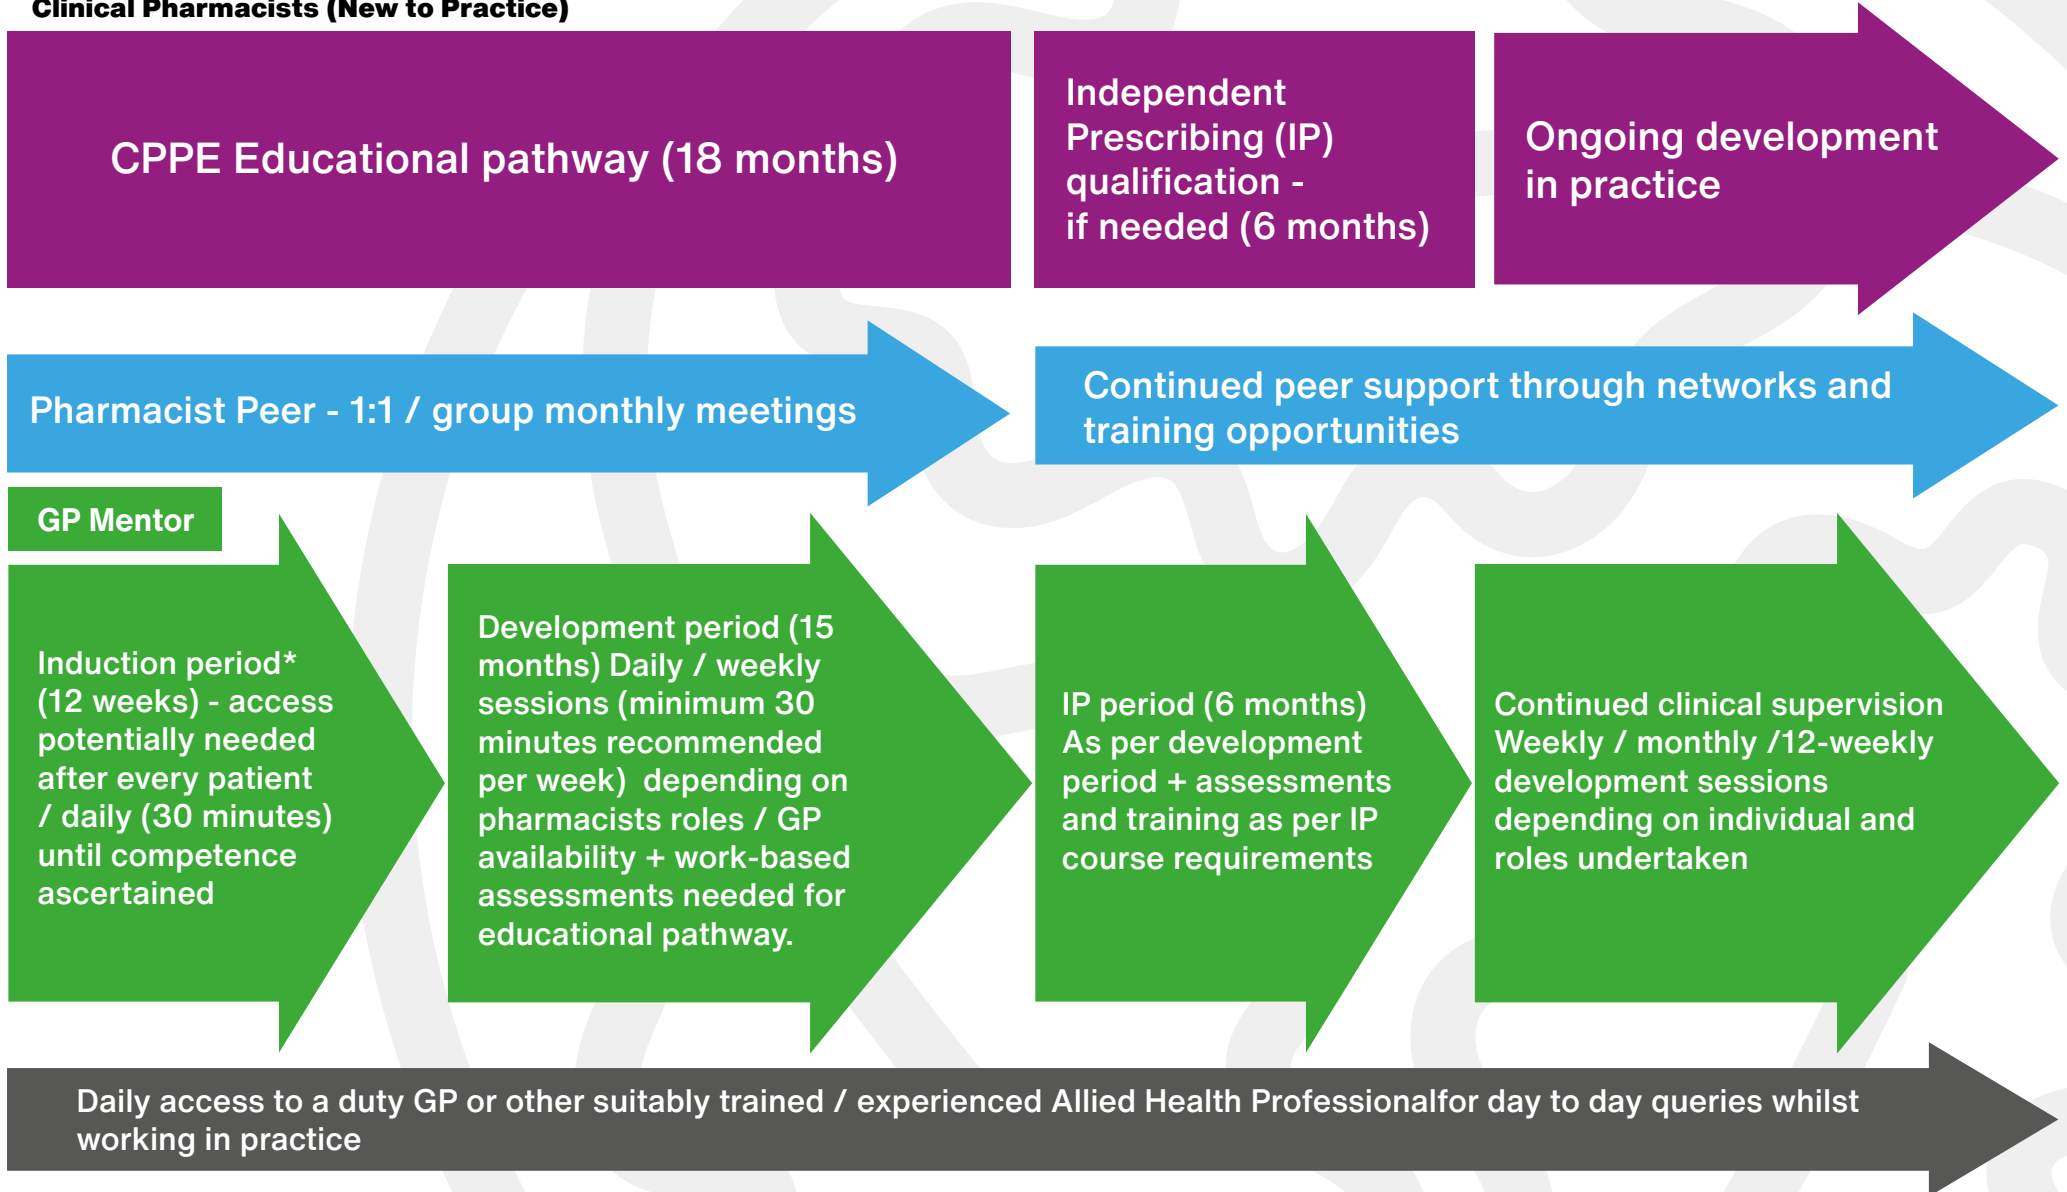 Clinical Pharmacists (New to Practice)
CPPE Educational pathway (18 months)
Independent
Prescribing (IP)
qualification -
if needed (6 months)
Ongoing development
in practice
Pharmacist Peer - 1:1 / group monthly meetings
Continued peer support through networks and
training opportunities
GP Mentor
Induction period*
(12 weeks) - access
potentially needed
after every patient
/ daily (30 minutes)
until competence
ascertained
Development period (15
months) Daily / weekly
sessions (minimum 30
minutes recommended
per week)  depending on
pharmacists roles / GP
availability + work-based
assessments needed for
educational pathway.
IP period (6 months)
As per development
period + assessments
and training as per IP
course requirements
Continued clinical supervision
Weekly / monthly /12-weekly
development sessions
depending on individual and
roles undertaken
Daily access to a duty GP or other suitably trained / experienced Allied Health Professionalfor day to day queries whilst
working in practice